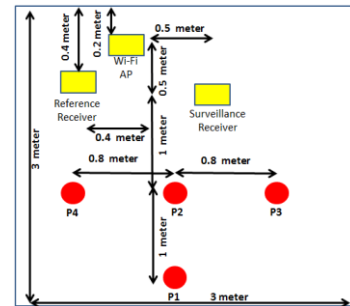 0.4 meter
0.2 meter
0.5 meter
Wi-Fi
AP
0.5 meter
Reference
Receiver
Surveillance
Receiver
0.4 meter
1 meter
3 meter
0.8 meter
0.8 meter
P4
P2
P3
1 meter
P1
3 meter